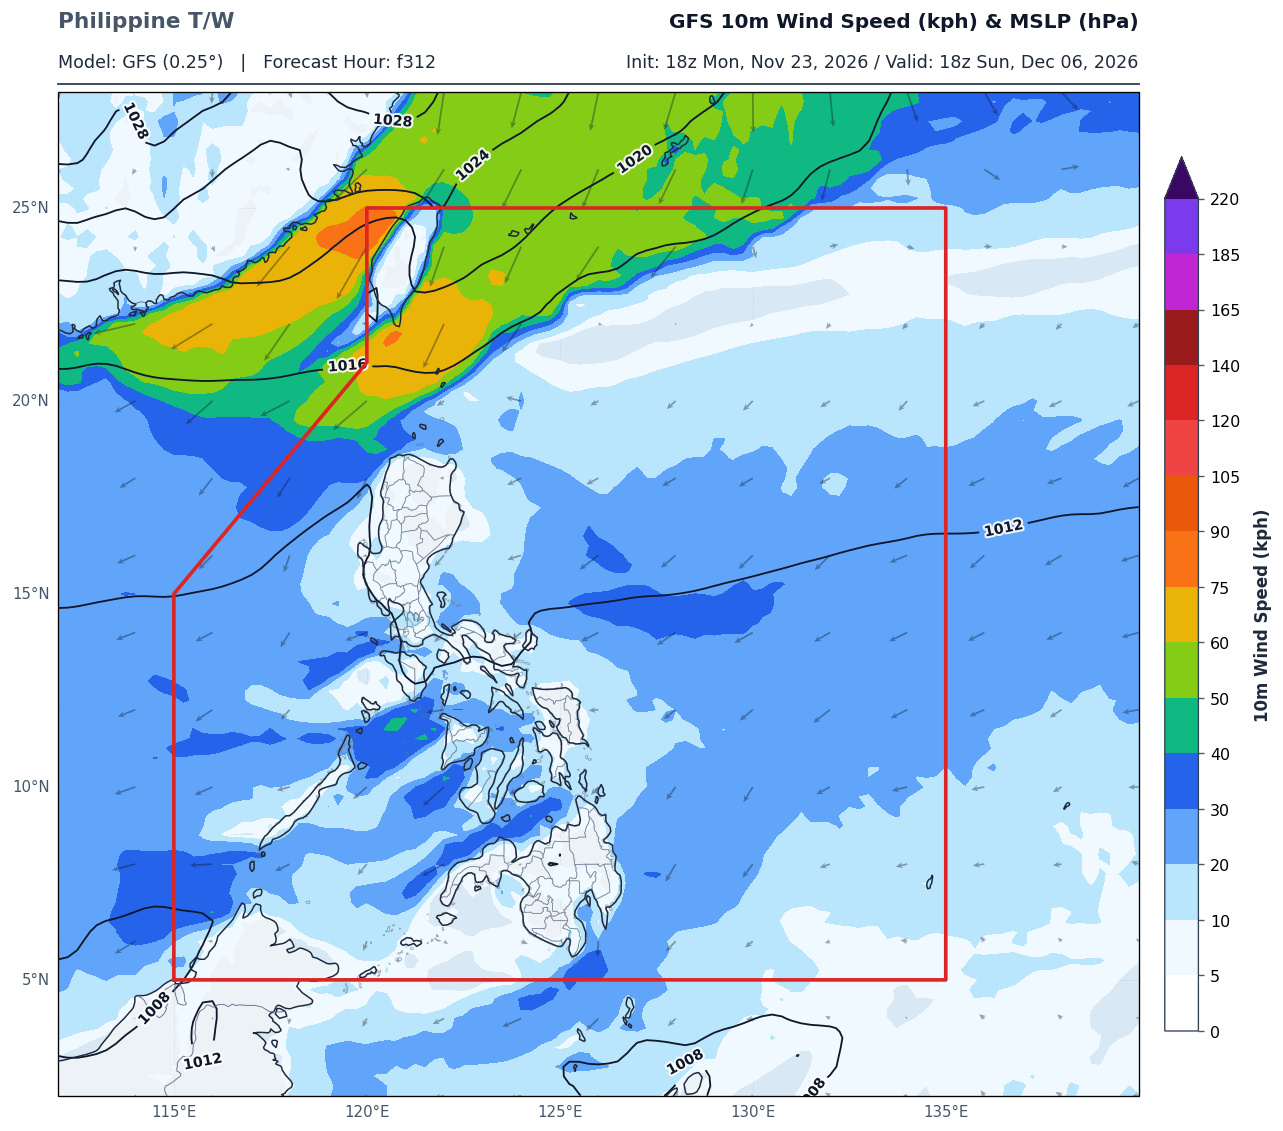 Philippine T/W
GFS 10m Wind Speed (kph) & MSLP (hPa)
Model: GFS (0.25°) | Forecast Hour: f312
Init: 18z Mon, Nov 23, 2026 / Valid: 18z Sun, Dec 06, 2026
1028
1028
1024
1020
1016
1012
1008
1012
1008
008
25°N
20°N
15°N
10°N
5°N
115°E
120°E
125°E
130°E
135°E
220
185
165
140
120
105
90
75
60
50
40
30
20
10
5
0
10m Wind Speed (kph)